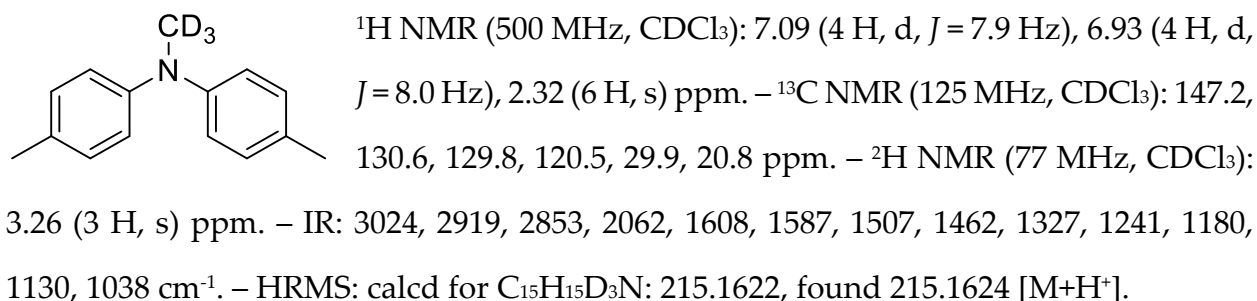 CD₃
N
¹H NMR (500 MHz, CDCl₃): 7.09 (4 H, d, J = 7.9 Hz), 6.93 (4 H, d,
J = 8.0 Hz), 2.32 (6 H, s) ppm. – ¹³C NMR (125 MHz, CDCl₃): 147.2,
130.6, 129.8, 120.5, 29.9, 20.8 ppm. – ²H NMR (77 MHz, CDCl₃):
3.26 (3 H, s) ppm. – IR: 3024, 2919, 2853, 2062, 1608, 1587, 1507, 1462, 1327, 1241, 1180,
1130, 1038 cm⁻¹. – HRMS: calcd for C₁₅H₁₅D₃N: 215.1622, found 215.1624 [M+H⁺].